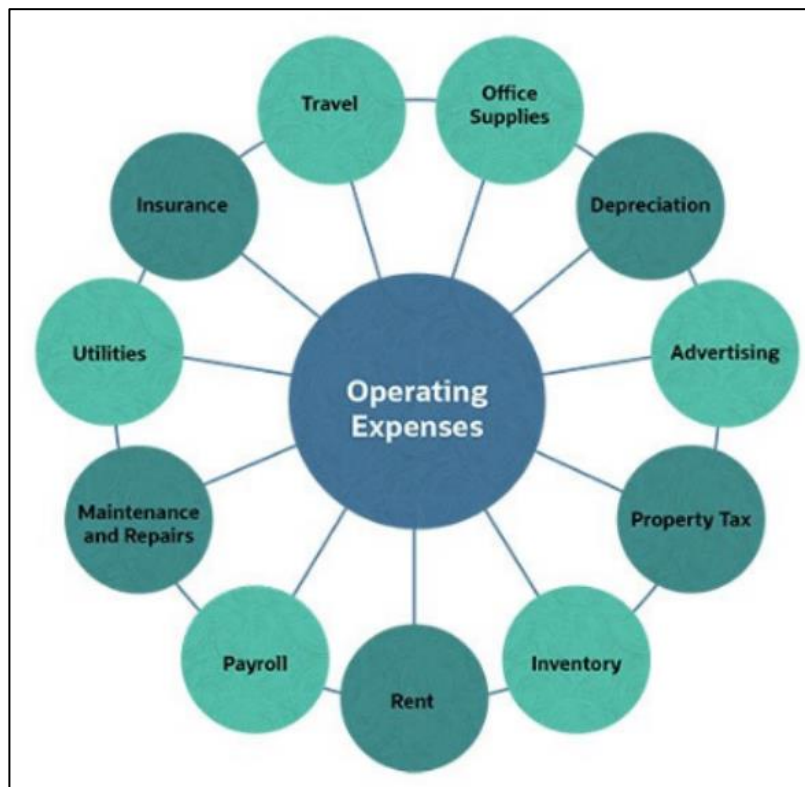 Travel
Office
Supplies
Insurance
Depreciation
Utilities
Advertising
Operating
Expenses
Maintenance
and Repairs
Property Tax
Payroll
Inventory
Rent